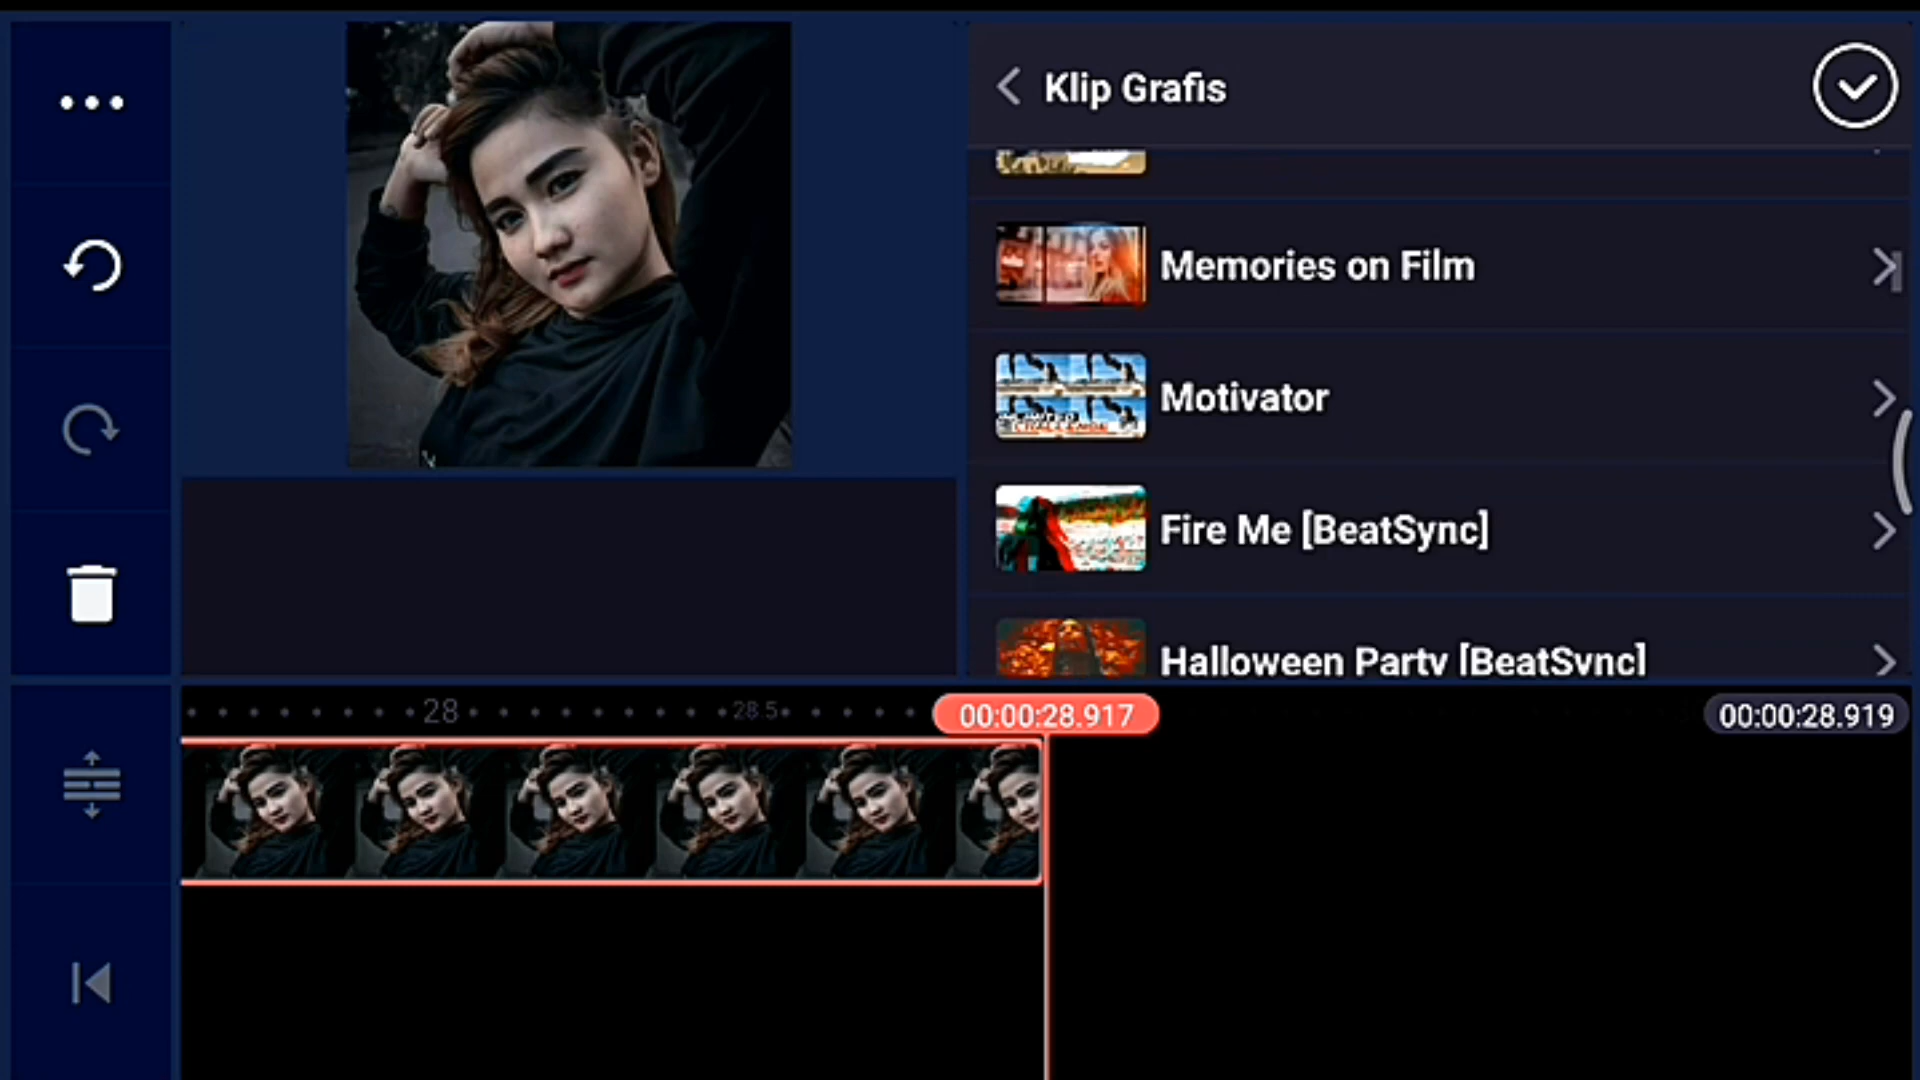 Klip Grafis
Memories on Film
Motivator
Fire Me [BeatSync]
Halloween Party [BeatSync]
28
28.5
00:00:28.917
00:00:28.919